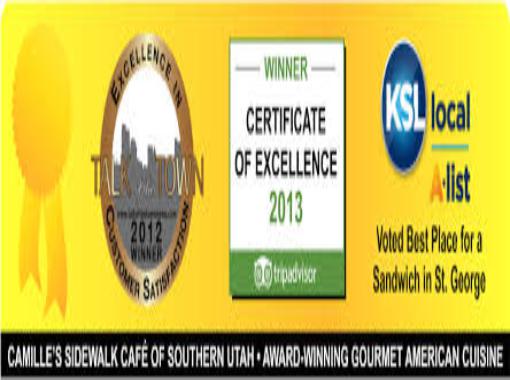 EXCELLENCE IN
TALK OF THE TOWN
2012
WINNER
CUSTOMER SATISFACTION
WINNER
CERTIFICATE
OF EXCELLENCE
2013
tripadvisor
KSL local
A-list
Voted Best Place for a
Sandwich in St. George
CAMILLE'S SIDEWALK CAFÉ OF SOUTHERN UTAH • AWARD-WINNING GOURMET AMERICAN CUISINE